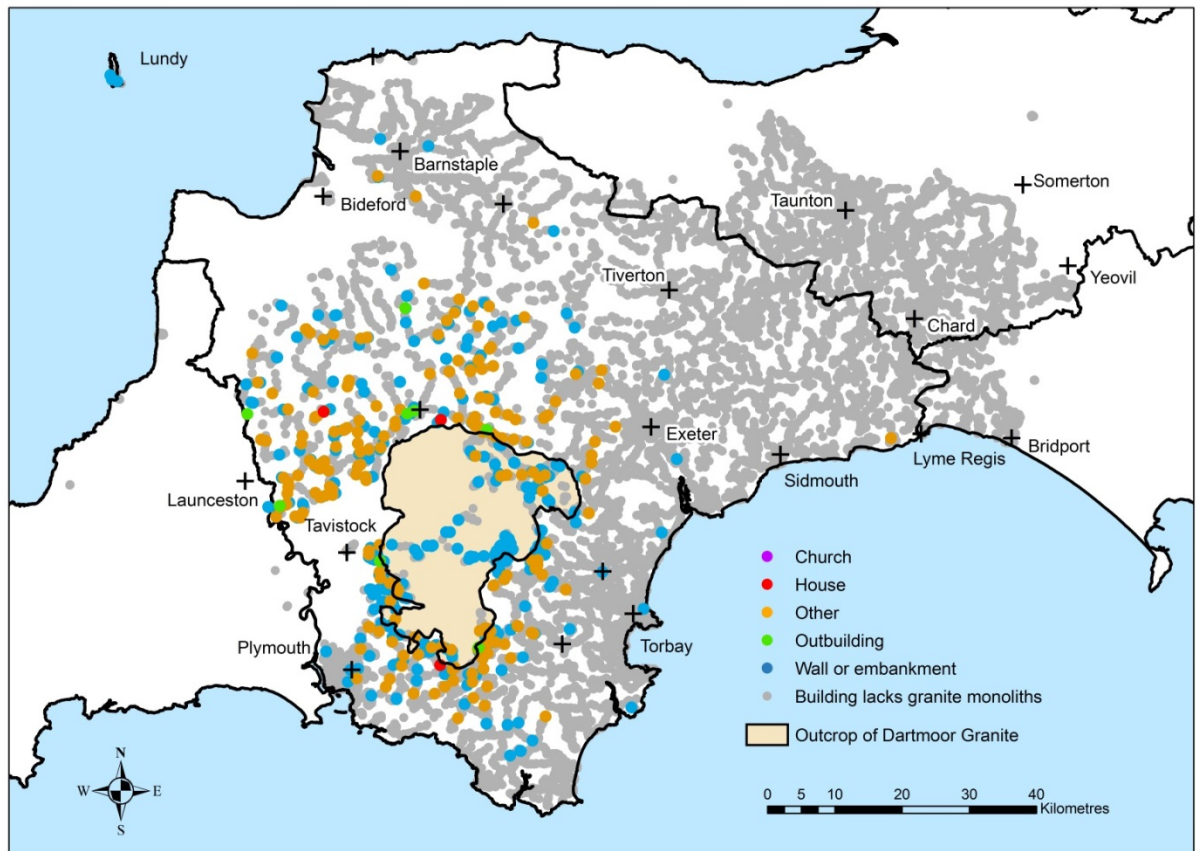 Lundy
Barnstaple
Bideford
Somerton
Taunton
Yeovil
Tiverton
Chard
Exeter
Bridport
Lyme Regis
Sidmouth
Launceston
Tavistock
Church
House
Other
Outbuilding
Wall or embankment
Building lacks granite monoliths
Outcrop of Dartmoor Granite
Plymouth
Torbay
N
W E
S
0 5 10 20 30 40
Kilometres